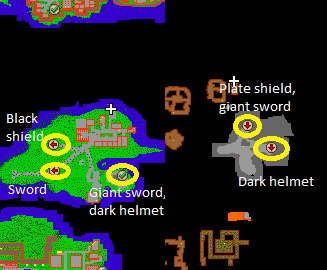 Black
shield
Sword
Giant sword,
dark helmet
Plate shield,
giant sword
Dark helmet